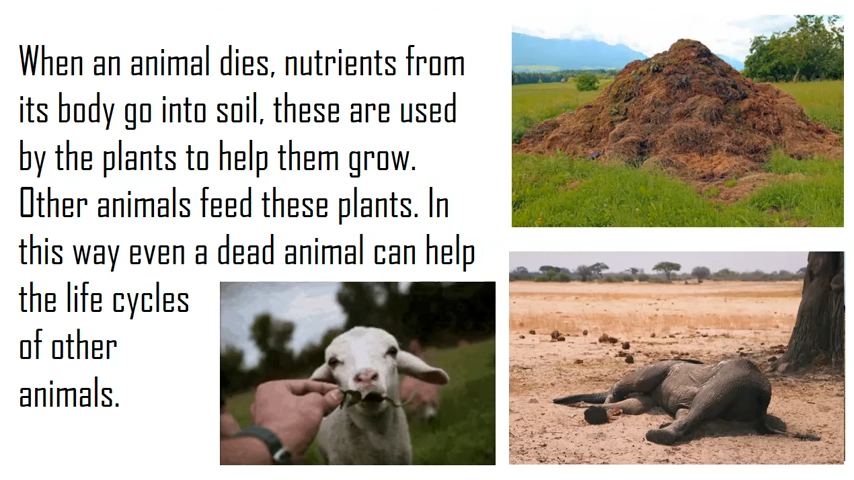 When an animal dies, nutrients from
its body go into soil, these are used
by the plants to help them grow.
Other animals feed these plants. In
this way even a dead animal can help
the life cycles
of other
animals.